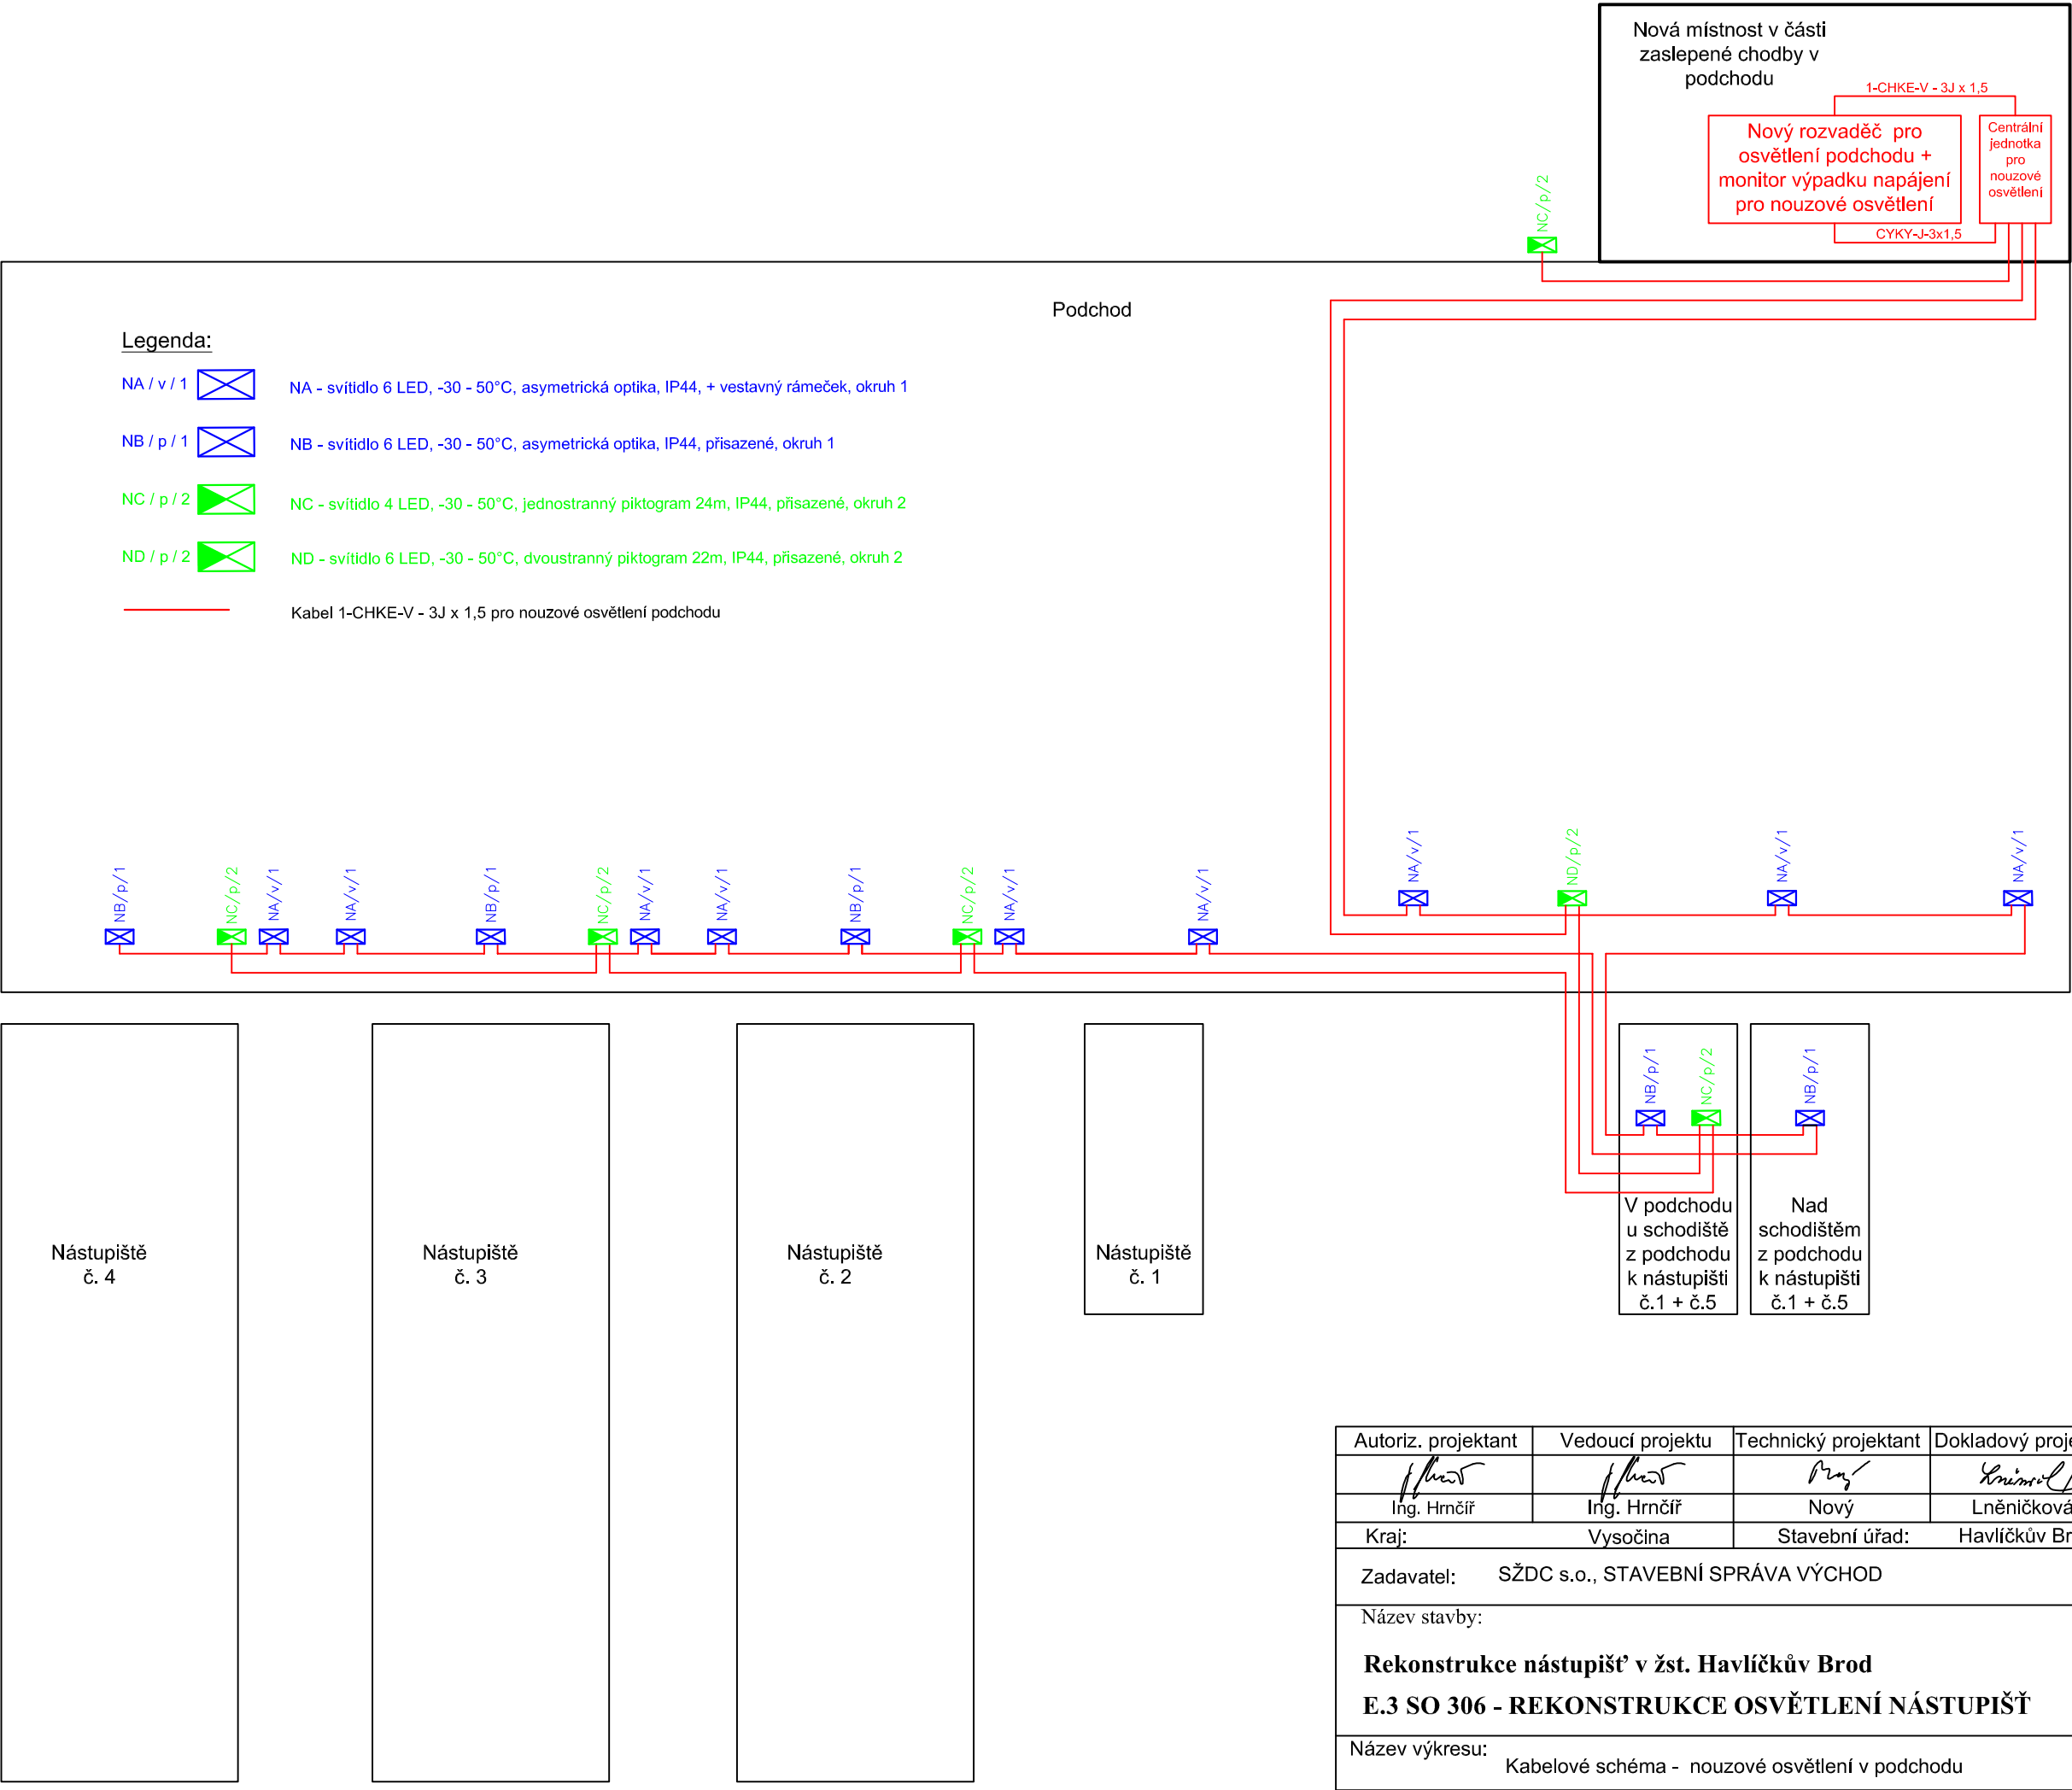 Nová místnost v části
zaslepené chodby v
podchodu
1-CHKE-V - 3J x 1,5
Nový rozvaděč pro
osvětlení podchodu +
monitor výpadku napájení
pro nouzové osvětlení
Centrální
jednotka
pro
nouzové
osvětlení
CYKY-J-3x1,5
NC/p/2
Podchod
Legenda:
NA / v / 1
NA - svítidlo 6 LED, -30 - 50°C, asymetrická optika, IP44, + vestavný rámeček, okruh 1
NB / p / 1
NB - svítidlo 6 LED, -30 - 50°C, asymetrická optika, IP44, přisazené, okruh 1
NC / p / 2
NC - svítidlo 4 LED, -30 - 50°C, jednostranný piktogram 24m, IP44, přisazené, okruh 2
ND / p / 2
ND - svítidlo 6 LED, -30 - 50°C, dvoustranný piktogram 22m, IP44, přisazené, okruh 2
Kabel 1-CHKE-V - 3J x 1,5 pro nouzové osvětlení podchodu
NB/p/1
NC/p/2
NA/v/1
NA/v/1
NB/p/1
NC/p/2
NA/v/1
NA/v/1
NB/p/1
NC/p/2
NA/v/1
NA/v/1
NA/v/1
ND/p/2
NA/v/1
NA/v/1
NB/p/1
NC/p/2
NB/p/1
Nástupiště
č. 4
Nástupiště
č. 3
Nástupiště
č. 2
Nástupiště
č. 1
V podchodu
u schodiště
z podchodu
k nástupišti
č.1 + č.5
Nad
schodištěm
z podchodu
k nástupišti
č.1 + č.5
Autoriz. projektant
Vedoucí projektu
Technický projektant
Dokladový proje
Ing. Hrnčíř
Ing. Hrnčíř
Nový
Lněničková
Kraj:
Vysočina
Stavební úřad:
Havlíčkův Br
Zadavatel:
SŽDC s.o., STAVEBNÍ SPRÁVA VÝCHOD
Název stavby:
Rekonstrukce nástupišť v žst. Havlíčkův Brod
E.3 SO 306 - REKONSTRUKCE OSVĚTLENÍ NÁSTUPIŠŤ
Název výkresu:
Kabelové schéma - nouzové osvětlení v podchodu